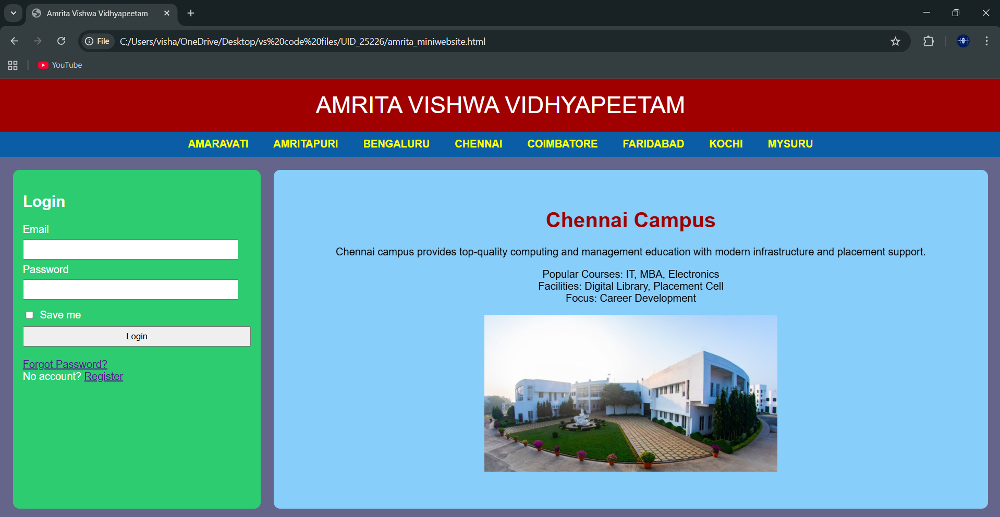 Amrita Vishwa Vidhyapeetam
File C:/Users/visha/OneDrive/Desktop/vs%20code%20files/UID_25226/amrita_miniwebsite.html
YouTube
AMRITA VISHWA VIDHYAPEETAM
AMARAVATI AMRITAPURI BENGALURU CHENNAI COIMBATORE FARIDABAD KOCHI MYSURU
Login
Email
Password
Save me
Login
Forgot Password?
No account? Register
Chennai Campus
Chennai campus provides top-quality computing and management education with modern infrastructure and placement support.
Popular Courses: IT, MBA, Electronics
Facilities: Digital Library, Placement Cell
Focus: Career Development